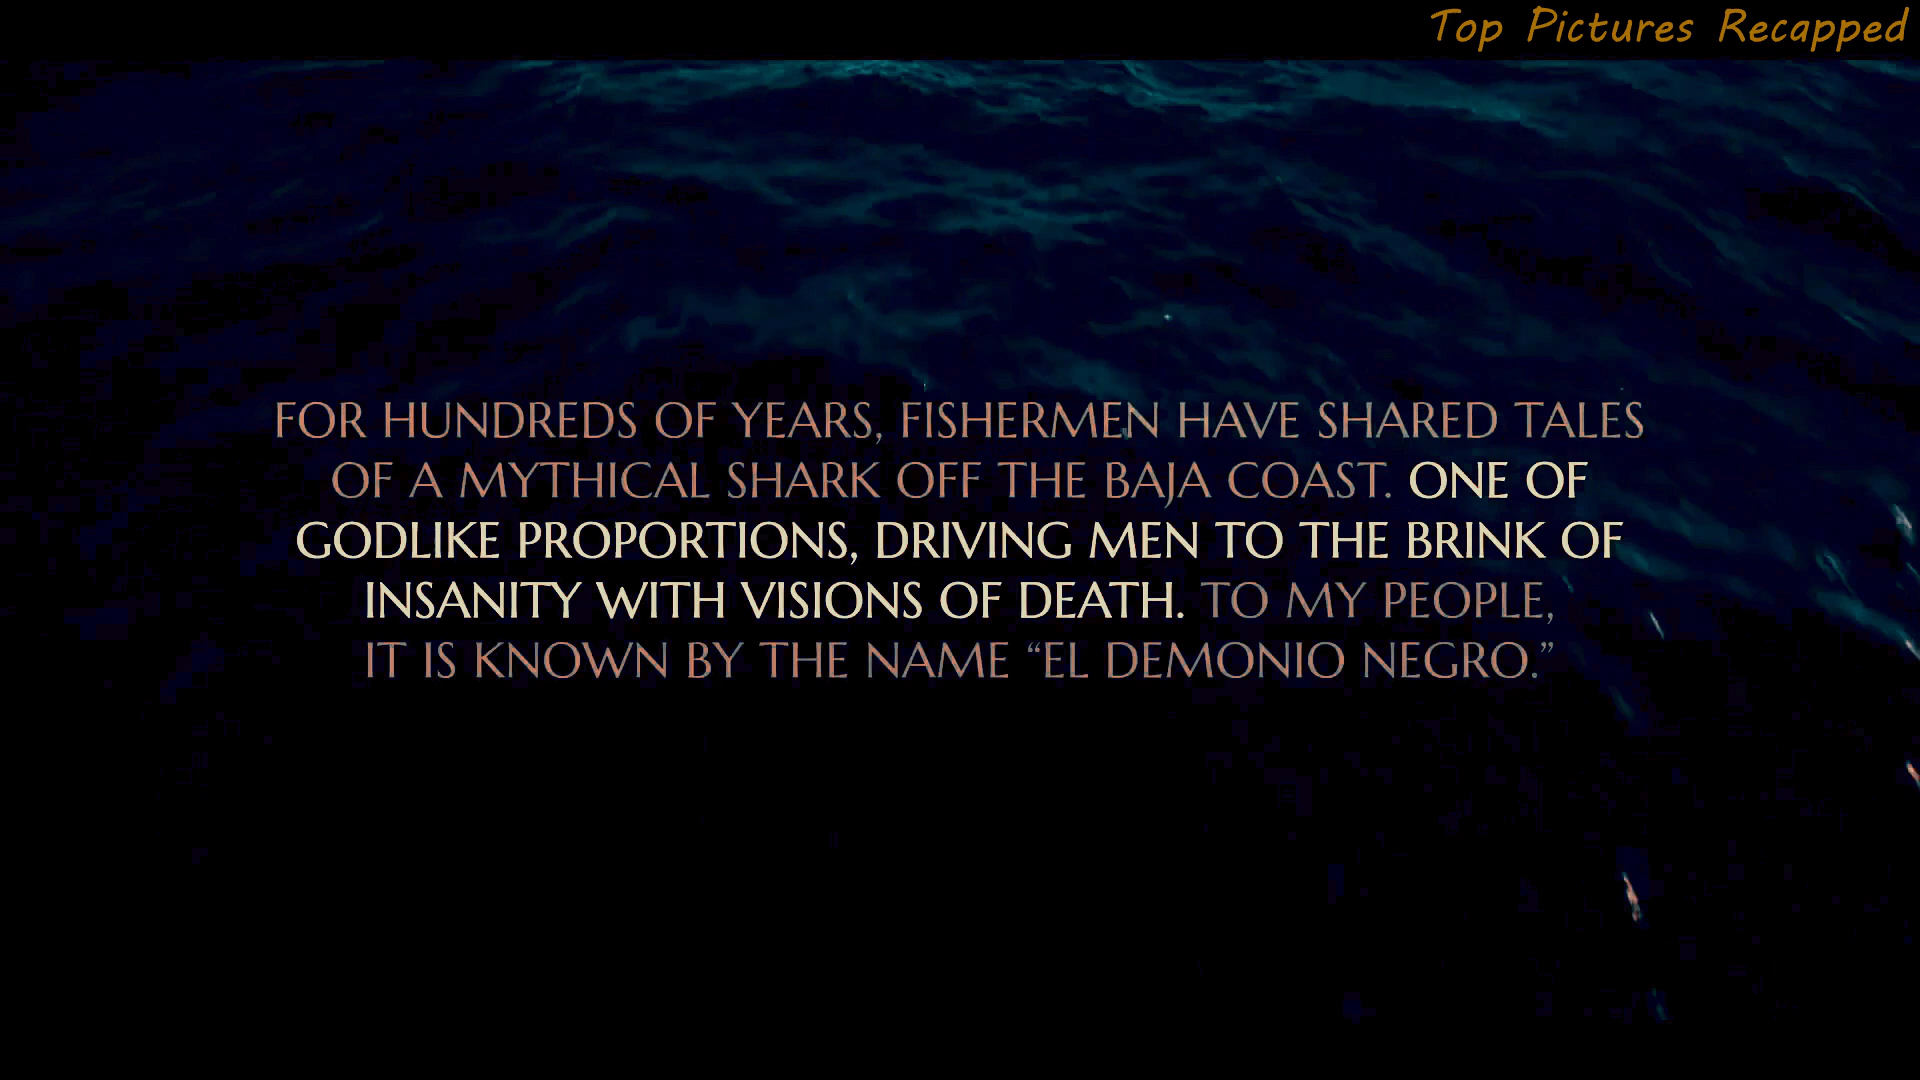 Top Pictures Recapped
FOR HUNDREDS OF YEARS, FISHERMEN HAVE SHARED TALES
OF A MYTHICAL SHARK OFF THE BAJA COAST. ONE OF
GODLIKE PROPORTIONS, DRIVING MEN TO THE BRINK OF
INSANITY WITH VISIONS OF DEATH. TO MY PEOPLE,
IT IS KNOWN BY THE NAME “EL DEMONIO NEGRO.”